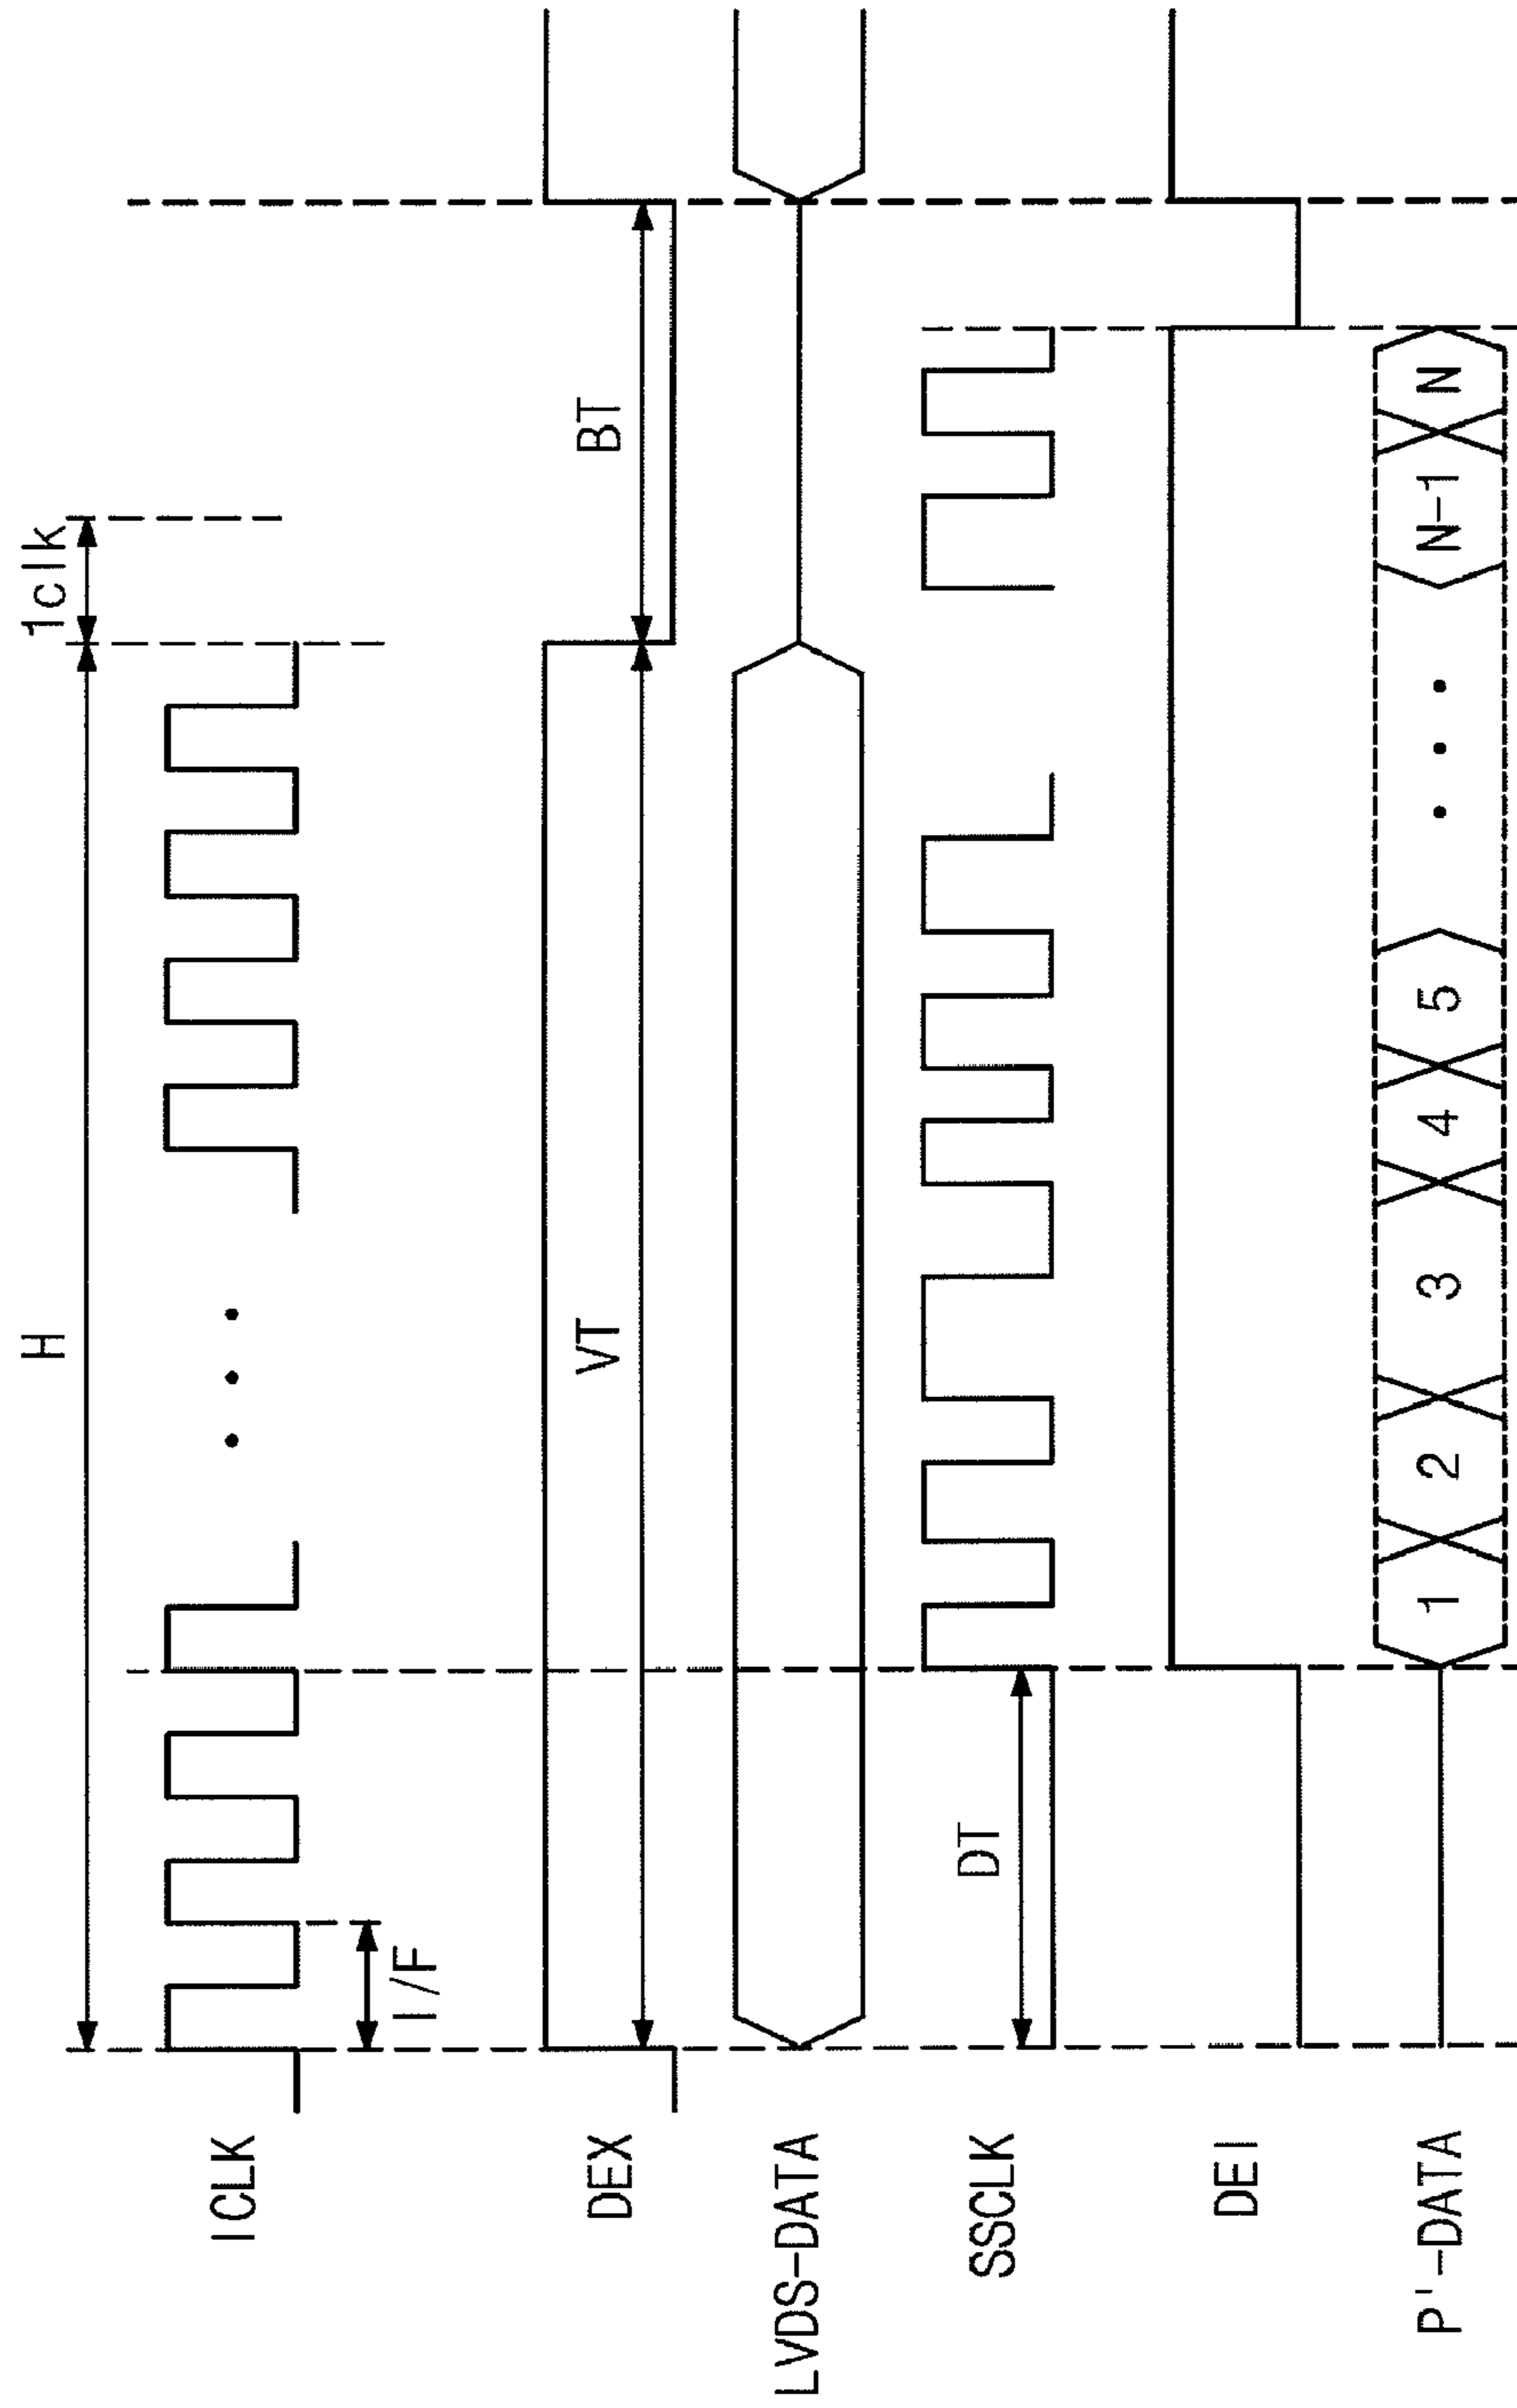 H
1clk
ICLK
• • •
I/F
DEX
VT
BT
LVDS-DATA
SSCLK
DT
DEI
P'-DATA
1 2 3 4 5 • • • N-1 N